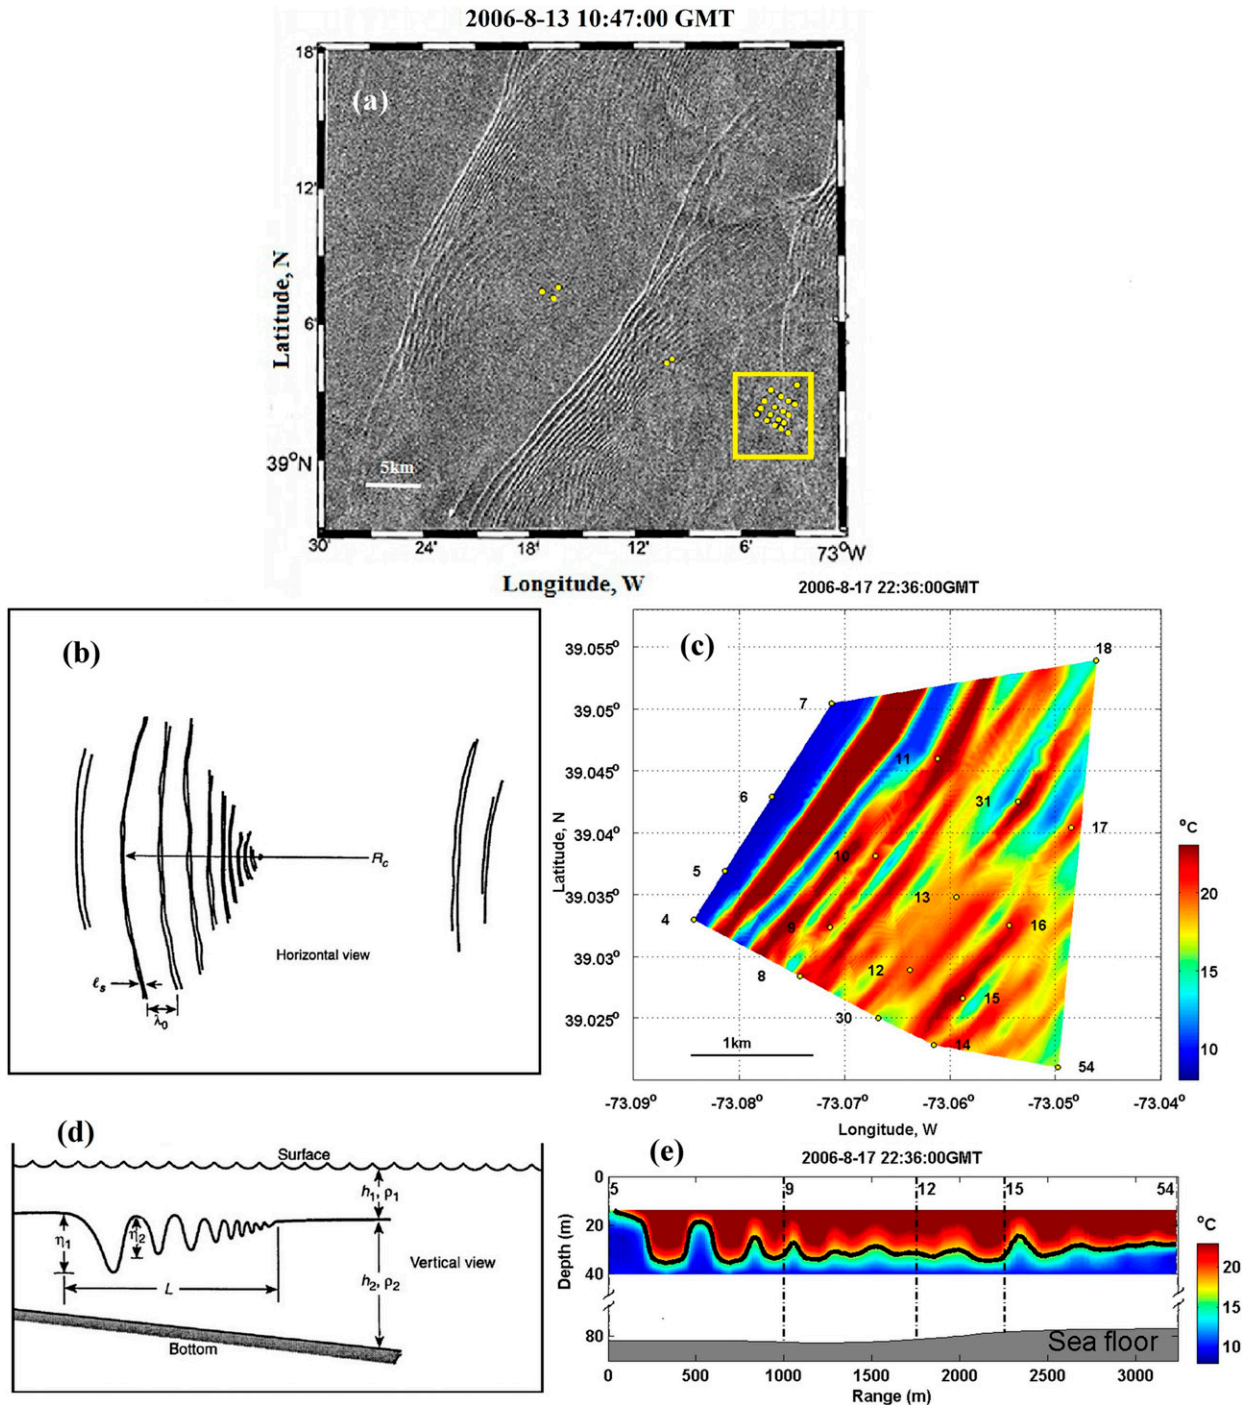 2006-8-13 10:47:00 GMT
(a)
18'
12'
6'
39°N
Latitude, N
5km
30'
24'
18'
12'
6'
73°W
0'
Longitude, W
(b)
Rc
Horizontal view
ℓs
λ0
2006-8-17 22:36:00GMT
(c)
39.055°
39.05°
39.045°
39.04°
39.035°
39.03°
39.025°
Latitude, N
18
7
11
6
31
17
10
5
13
4
9
16
12
8
15
30
14
54
1km
-73.09°
-73.08°
-73.07°
-73.06°
-73.05°
-73.04°
Longitude, W
°C
20
15
10
(d)
Surface
h1, ρ1
η1
η2
L
h2, ρ2
Vertical view
Bottom
(e)
2006-8-17 22:36:00GMT
5
9
12
15
54
0
20
40
80
Depth (m)
Sea floor
0
500
1000
1500
2000
2500
3000
Range (m)
°C
20
15
10